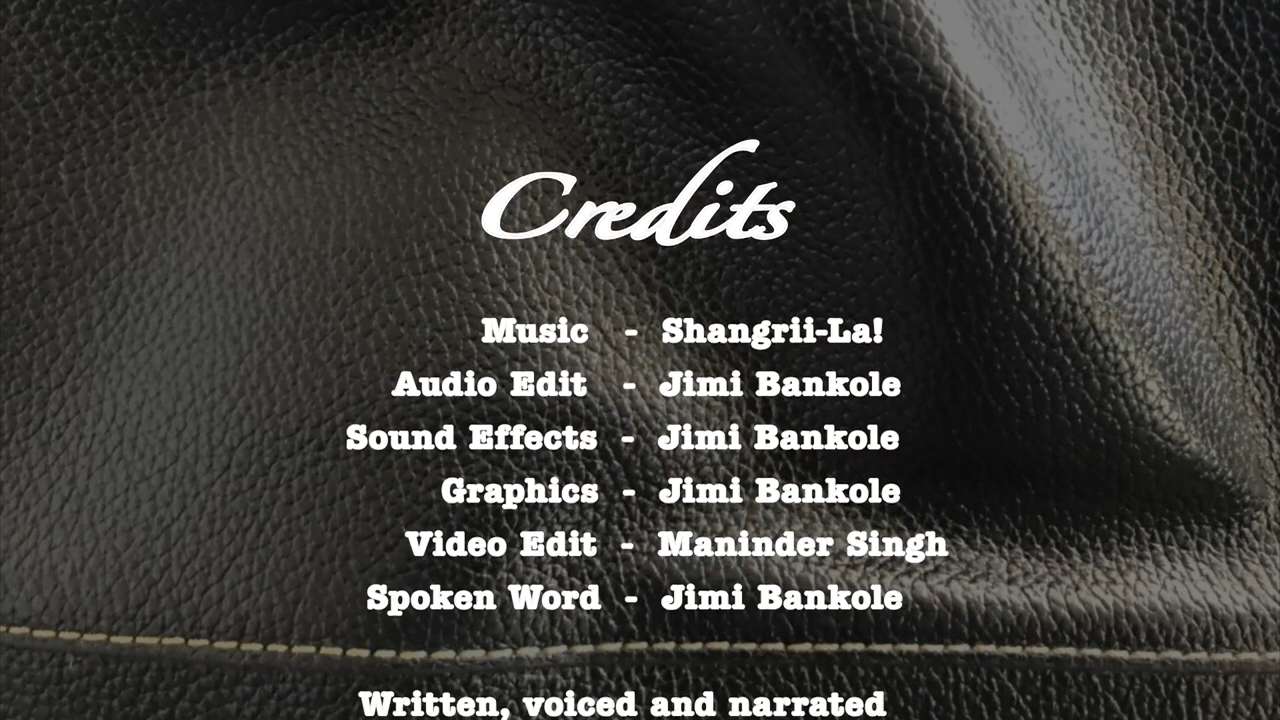 Credits
Music - Shangrii-La!
Audio Edit - Jimi Bankole
Sound Effects - Jimi Bankole
Graphics - Jimi Bankole
Video Edit - Maninder Singh
Spoken Word - Jimi Bankole
Written, voiced and narrated